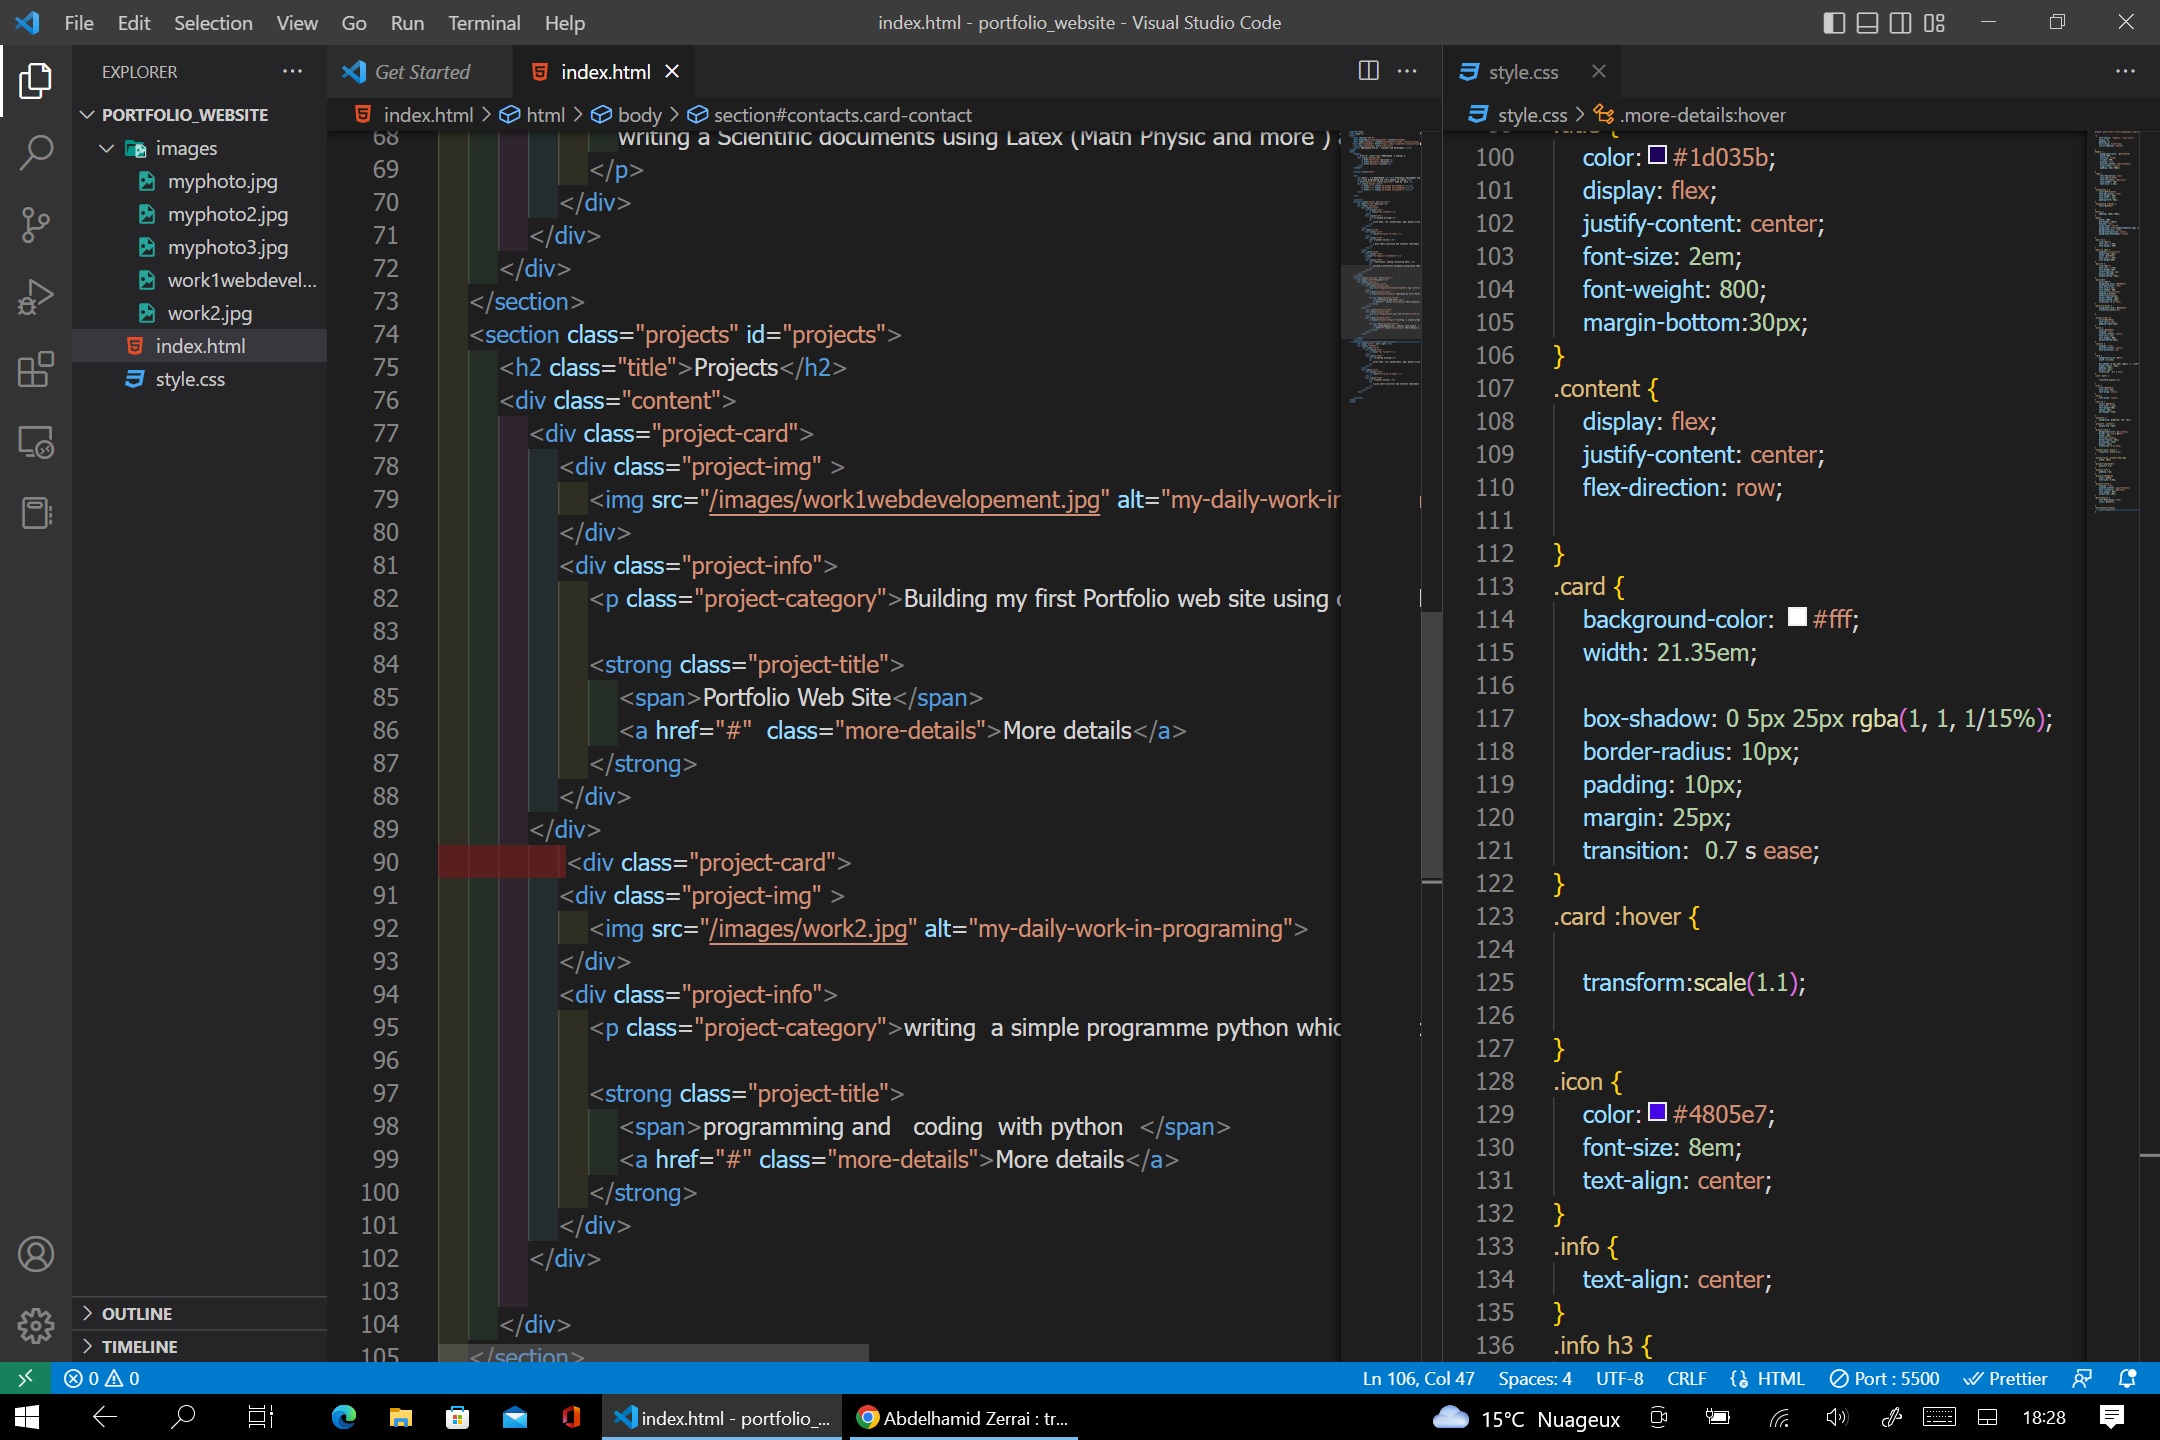 File Edit Selection View Go Run Terminal Help
index.html - portfolio_website - Visual Studio Code
EXPLORER
PORTFOLIO_WEBSITE
images
myphoto.jpg
myphoto2.jpg
myphoto3.jpg
work1webdevel...
work2.jpg
index.html
style.css
OUTLINE
TIMELINE
Get Started
index.html
index.html > html > body > section#contacts.card-contact
68 writing a Scientific documents using Latex (Math Physic and more )
69 </p>
70 </div>
71 </div>
72 </div>
73 </section>
74 <section class="projects" id="projects">
75 <h2 class="title">Projects</h2>
76 <div class="content">
77 <div class="project-card">
78 <div class="project-img" >
79 <img src="/images/work1webdevelopement.jpg" alt="my-daily-work-in
80 </div>
81 <div class="project-info">
82 <p class="project-category">Building my first Portfolio web site using
83
84 <strong class="project-title">
85 <span>Portfolio Web Site</span>
86 <a href="#"  class="more-details">More details</a>
87 </strong>
88 </div>
89 </div>
90 <div class="project-card">
91 <div class="project-img" >
92 <img src="/images/work2.jpg" alt="my-daily-work-in-programing">
93 </div>
94 <div class="project-info">
95 <p class="project-category">writing  a simple programme python
96
97 <strong class="project-title">
98 <span>programming and   coding  with python  </span>
99 <a href="#" class="more-details">More details</a>
100 </strong>
101 </div>
102 </div>
103
104 </div>
105 </section>
style.css
style.css > .more-details:hover
100 color: #1d035b;
101 display: flex;
102 justify-content: center;
103 font-size: 2em;
104 font-weight: 800;
105 margin-bottom:30px;
106 }
107 .content {
108 display: flex;
109 justify-content: center;
110 flex-direction: row;
111
112 }
113 .card {
114 background-color: #fff;
115 width: 21.35em;
116
117 box-shadow: 0 5px 25px rgba(1, 1, 1/15%);
118 border-radius: 10px;
119 padding: 10px;
120 margin: 25px;
121 transition:  0.7 s ease;
122 }
123 .card :hover {
124
125 transform:scale(1.1);
126
127 }
128 .icon {
129 color: #4805e7;
130 font-size: 8em;
131 text-align: center;
132 }
133 .info {
134 text-align: center;
135 }
136 .info h3 {
0 0
Ln 106, Col 47 Spaces: 4 UTF-8 CRLF HTML Port : 5500 Prettier
index.html - portfolio_...
Abdelhamid Zerrai : tr...
15°C Nuageux
18:28